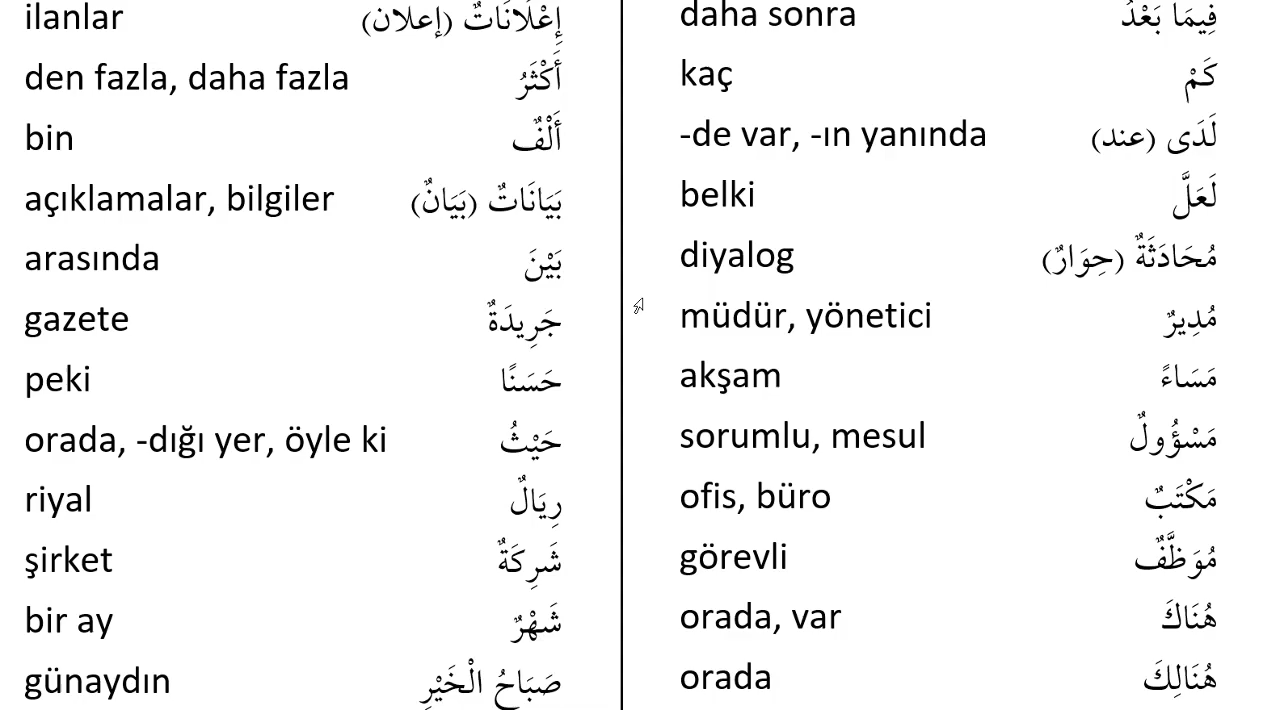 ilanlar إِعْلَانَاتٌ (إعلان)
den fazla, daha fazla أَكْثَرُ
bin أَلْفٌ
açıklamalar, bilgiler بَيَانَاتٌ (بَيَانٌ)
arasında بَيْنَ
gazete جَرِيدَةٌ
peki حَسَنًا
orada, -dığı yer, öyle ki حَيْثُ
riyal رِيَالٌ
şirket شَرِكَةٌ
bir ay شَهْرٌ
günaydın صَبَاحُ الْخَيْرِ
daha sonra فِيمَا بَعْدُ
kaç كَمْ
-de var, -ın yanında لَدَى (عند)
belki لَعَلَّ
diyalog مُحَادَثَةٌ (حِوَارٌ)
müdür, yönetici مُدِيرٌ
akşam مَسَاءً
sorumlu, mesul مَسْؤُولٌ
ofis, büro مَكْتَبٌ
görevli مُوَظَّفٌ
orada, var هُنَاكَ
orada هُنَالِكَ